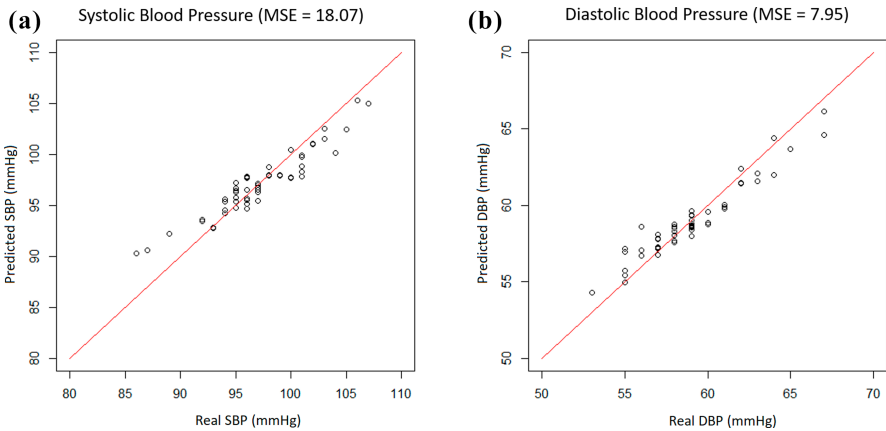 (a) Systolic Blood Pressure (MSE = 18.07)
Predicted SBP (mmHg)
110
105
100
95
90
85
80
80 85 90 95 100 105 110
Real SBP (mmHg)
(b) Diastolic Blood Pressure (MSE = 7.95)
Predicted DBP (mmHg)
70
65
60
55
50
50 55 60 65 70
Real DBP (mmHg)